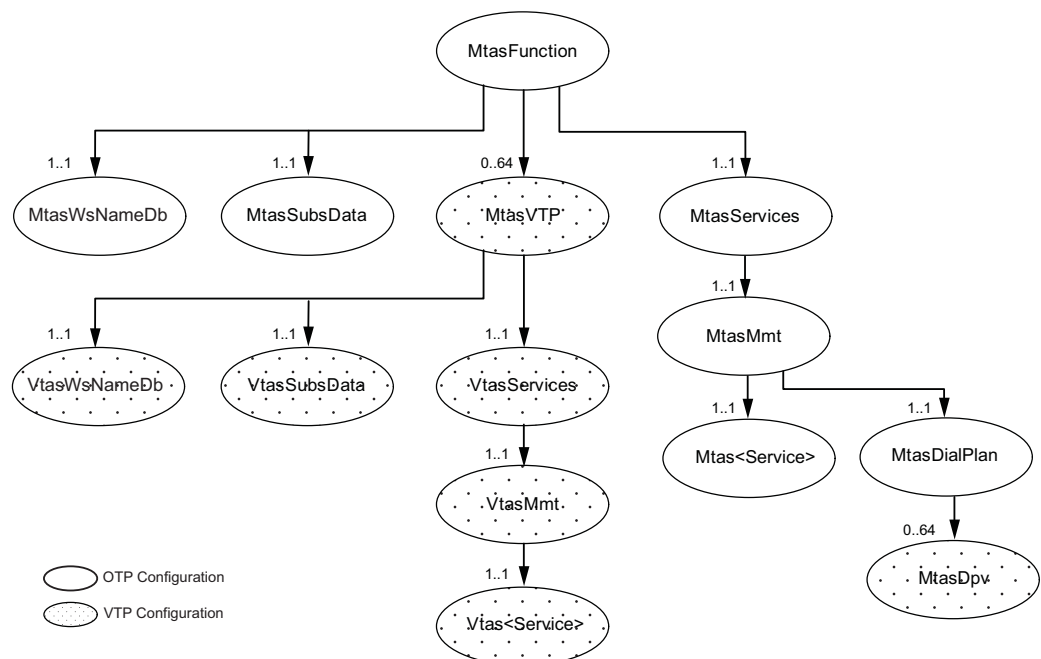 MtasFunction
1..1
1..1
0..64
1..1
MtasWsNameDb
MtasSubsData
MtasVTP
MtasServices
1..1
1..1
1..1
1..1
VtasWsNameDb
VtasSubsData
VtasServices
MtasMmt
1..1
1..1
1..1
Mtas<Service>
MtasDialPlan
VtasMmt
0..64
1..1
MtasDpv
OTP Configuration
VTP Configuration
Vtas<Service>